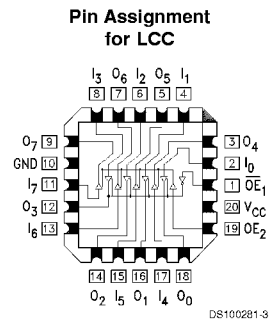 Pin Assignment
for LCC
I3 O6 I2 O5 I1
8 7 6 5 4
O7 9
GND 10
I7 11
O3 12
I6 13
3 O4
2 I0
1 OE1
20 VCC
19 OE2
14 15 16 17 18
O2 I5 O1 I4 O0
DS100281-3